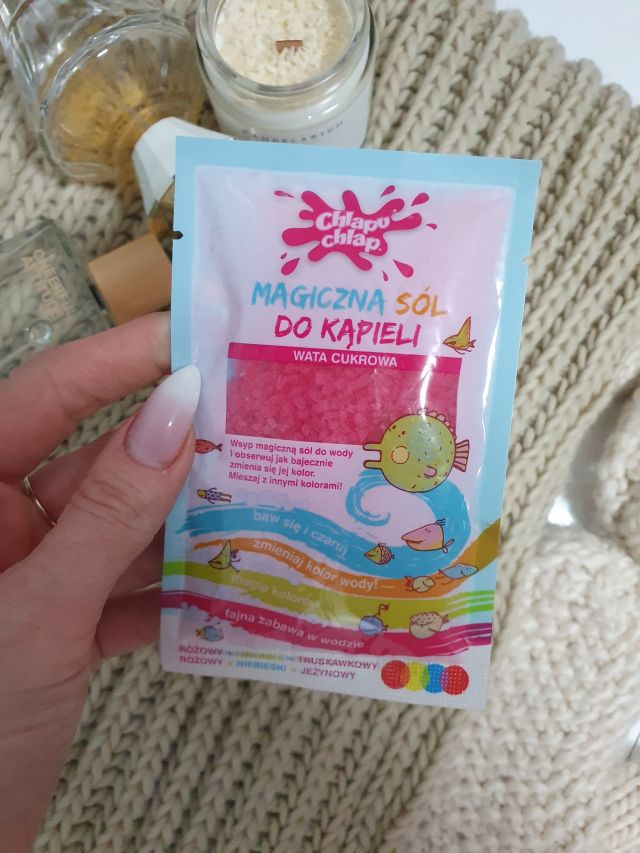 Chlapu
chlap.
MAGICZNA SÓL
DO KĄPIELI
WATA CUKROWA
Wsyp magiczną sól do wody
i obserwuj jak bajecznie
zmienia się jej kolor.
Mieszaj z innymi kolorami!
baw się i czaruj
zmieniaj kolor wody!
magia kolorów
fajna zabawa w wodzie
RÓŻOWY TRUSKAWKOWY
RÓŻOWY + NIEBIESKI = JEŻYNOWY